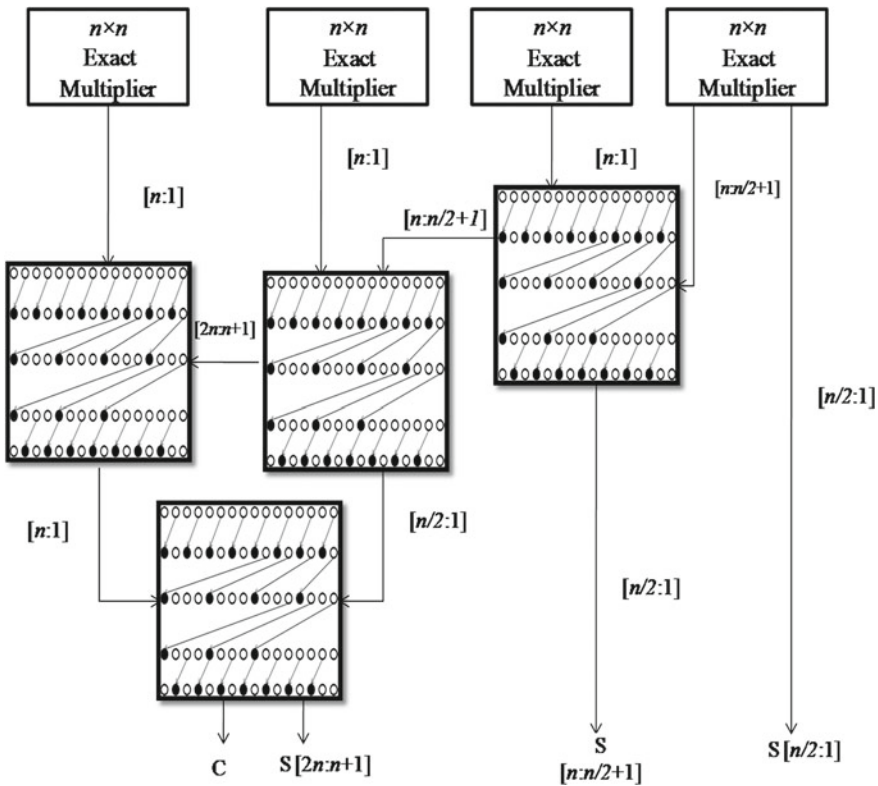 n×n
Exact
Multiplier
n×n
Exact
Multiplier
n×n
Exact
Multiplier
n×n
Exact
Multiplier
[n:1]
[n:1]
[n:1]
[n:n/2+1]
[n:n/2+1]
[2n:n+1]
[n/2:1]
[n:1]
[n/2:1]
[n/2:1]
C
S[2n:n+1]
S
[n:n/2+1]
S[n/2:1]